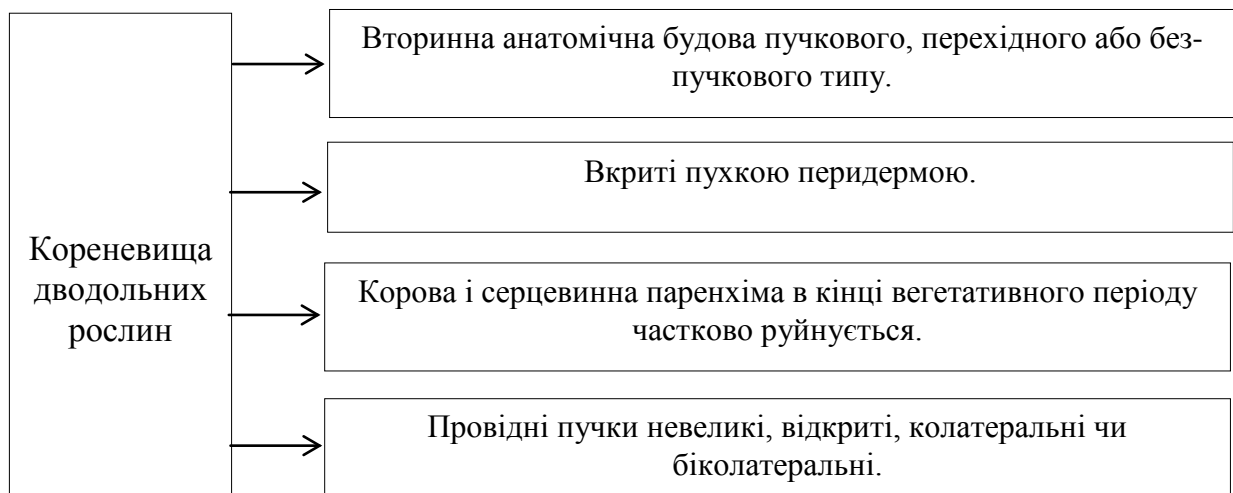 Кореневища
дводольних
рослин
Вторинна анатомічна будова пучкового, перехідного або без-
пучкового типу.
Вкриті пухкою перидермою.
Корова і серцевинна паренхіма в кінці вегетативного періоду
частково руйнується.
Провідні пучки невеликі, відкриті, колатеральні чи
біколатеральні.